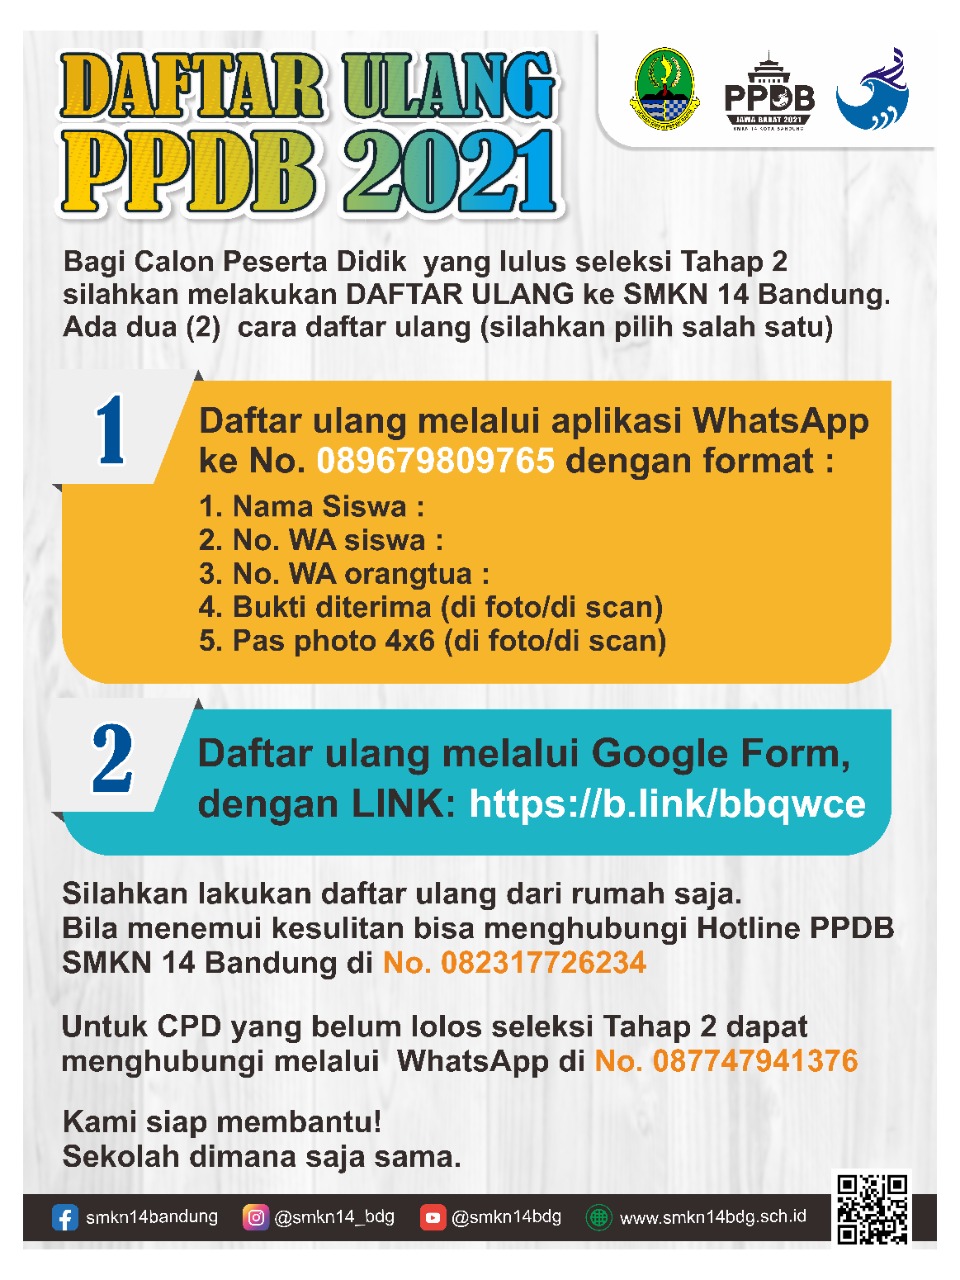 DAFTAR ULANG
PPDB 2021
PPDB
JAWA BARAT 2021
SMKN 14 KOTA BANDUNG
Bagi Calon Peserta Didik yang lulus seleksi Tahap 2
silahkan melakukan DAFTAR ULANG ke SMKN 14 Bandung.
Ada dua (2) cara daftar ulang (silahkan pilih salah satu)
1
Daftar ulang melalui aplikasi WhatsApp
ke No. 089679809765 dengan format :
1. Nama Siswa :
2. No. WA siswa :
3. No. WA orangtua :
4. Bukti diterima (di foto/di scan)
5. Pas photo 4x6 (di foto/di scan)
2
Daftar ulang melalui Google Form,
dengan LINK: https://b.link/bbqwce
Silahkan lakukan daftar ulang dari rumah saja.
Bila menemui kesulitan bisa menghubungi Hotline PPDB
SMKN 14 Bandung di No. 082317726234
Untuk CPD yang belum lolos seleksi Tahap 2 dapat
menghubungi melalui WhatsApp di No. 087747941376
Kami siap membantu!
Sekolah dimana saja sama.
smkn14bandung @smkn14_bdg @smkn14bdg www.smkn14bdg.sch.id